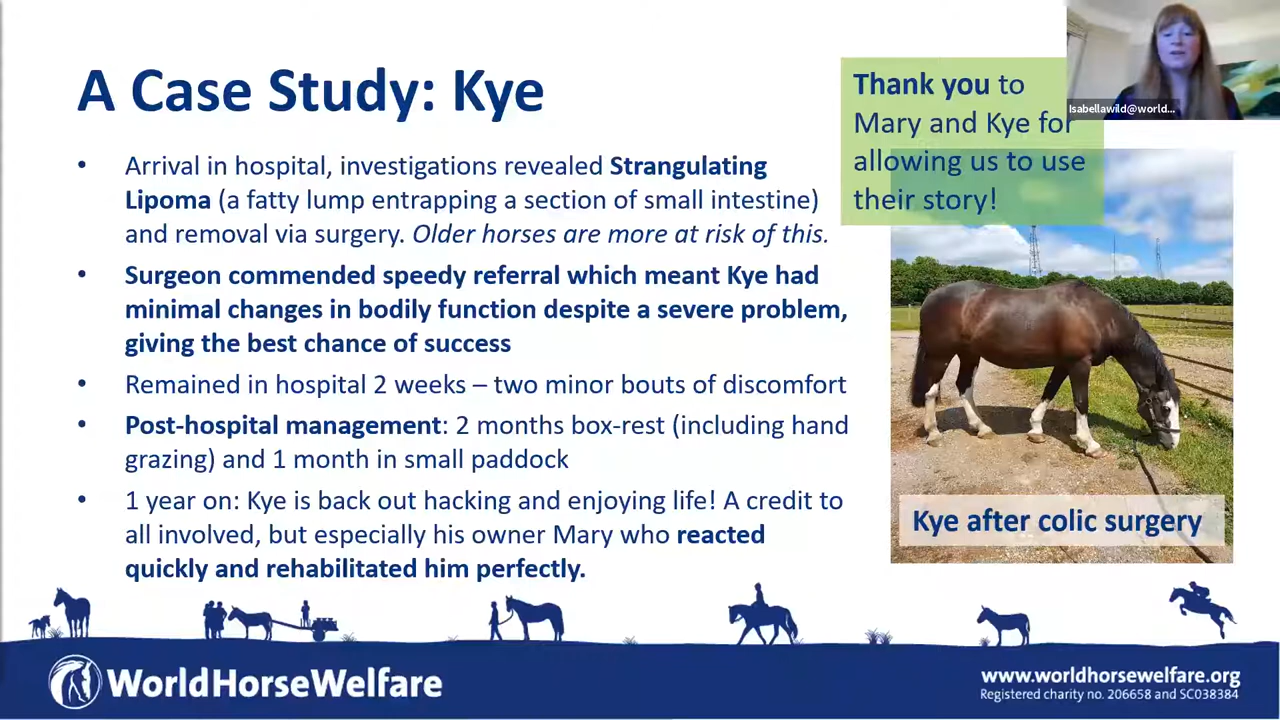 A Case Study: Kye
• Arrival in hospital, investigations revealed Strangulating
Lipoma (a fatty lump entrapping a section of small intestine)
and removal via surgery. Older horses are more at risk of this.
• Surgeon commended speedy referral which meant Kye had
minimal changes in bodily function despite a severe problem,
giving the best chance of success
• Remained in hospital 2 weeks – two minor bouts of discomfort
• Post-hospital management: 2 months box-rest (including hand
grazing) and 1 month in small paddock
• 1 year on: Kye is back out hacking and enjoying life! A credit to
all involved, but especially his owner Mary who reacted
quickly and rehabilitated him perfectly.
Thank you to
Mary and Kye for
allowing us to use
their story!
Isabellawild@world...
Kye after colic surgery
WorldHorseWelfare
www.worldhorsewelfare.org
Registered charity no. 206658 and SC038384